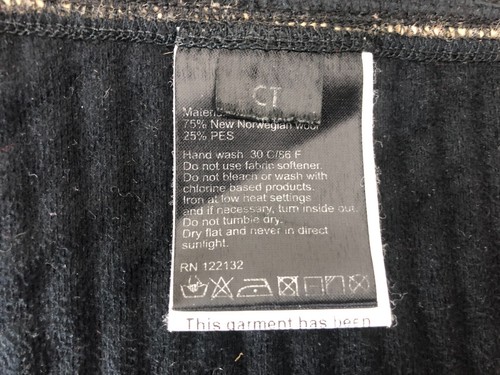 CT
75% New Norwegian wool
25% PES
Hand wash 30 C/86 F
Do not use fabric softener.
Do not bleach or wash with
chlorine based products.
Iron at low heat settings
and if necessary, turn inside out.
Do not tumble dry.
Dry flat and never in direct
sunlight.
RN 122132
This garment has been